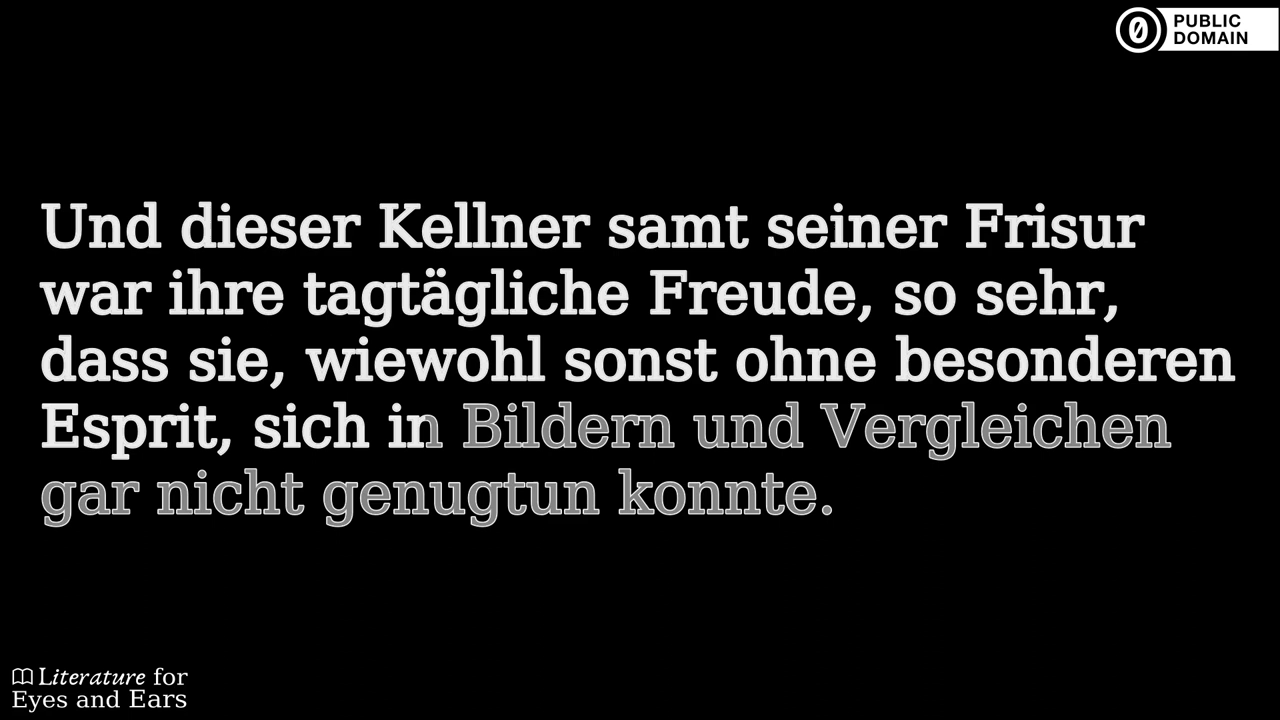 PUBLIC
DOMAIN
Und dieser Kellner samt seiner Frisur
war ihre tagtägliche Freude, so sehr,
dass sie, wiewohl sonst ohne besonderen
Esprit, sich in Bildern und Vergleichen
gar nicht genugtun konnte.
Literature for
Eyes and Ears